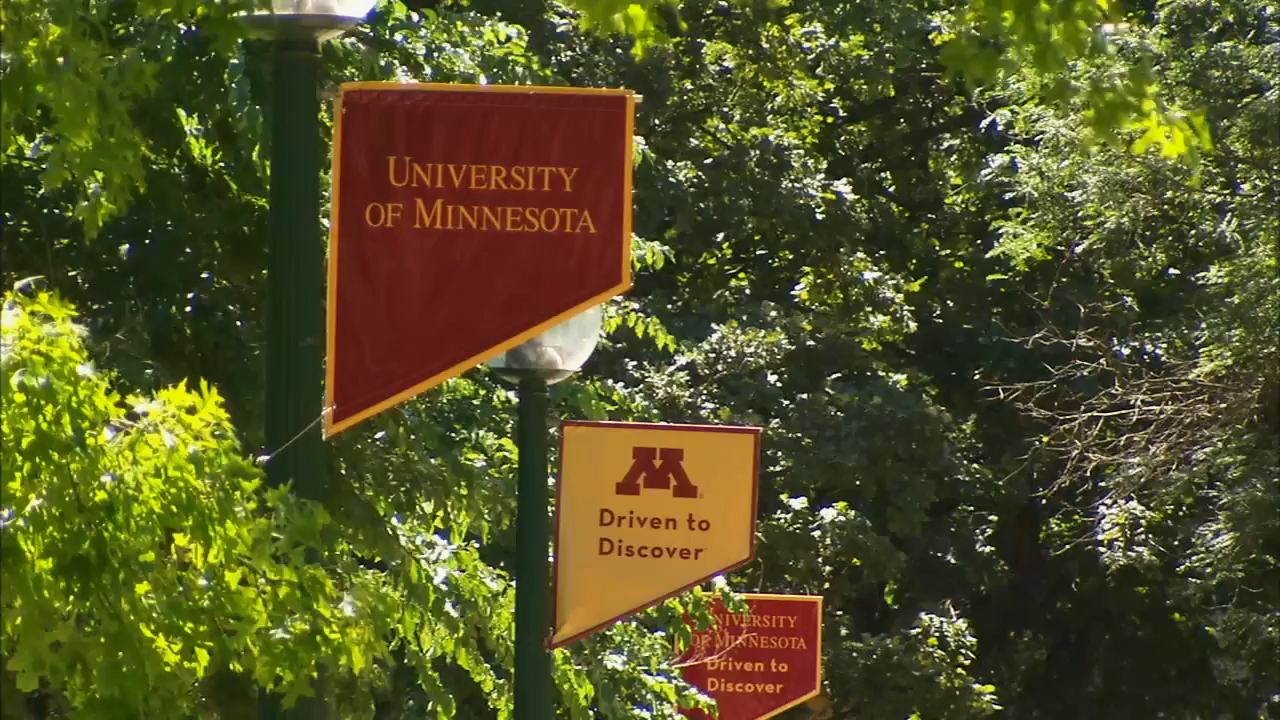 UNIVERSITY
OF MINNESOTA
M
Driven to
Discover
UNIVERSITY
OF MINNESOTA
Driven to
Discover